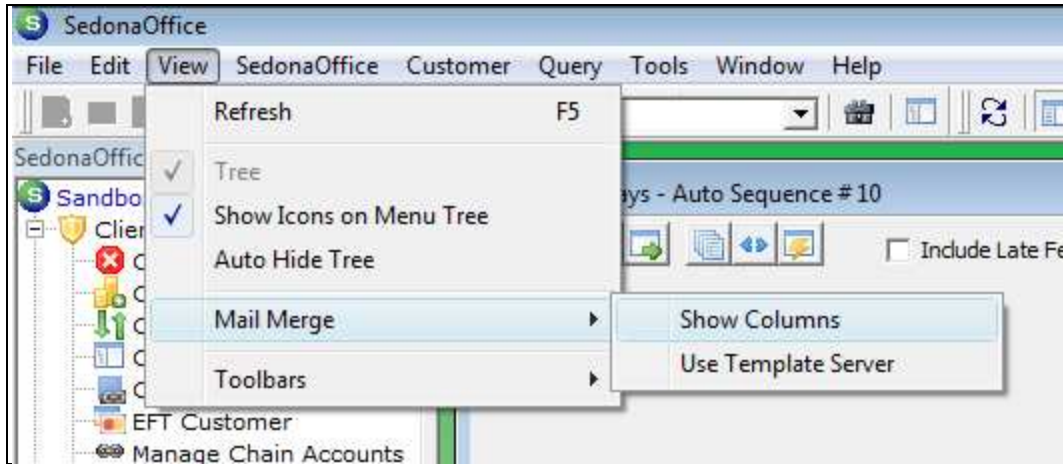 SedonaOffice
File Edit View SedonaOffice Customer Query Tools Window Help
Refresh F5
SedonaOffic
Tree
Sandbo
ays - Auto Sequence # 10
Show Icons on Menu Tree
Clier
Auto Hide Tree
Include Late Fe
C
C
Mail Merge
Show Columns
C
C
Use Template Server
Toolbars
C
EFT Customer
Manage Chain Accounts